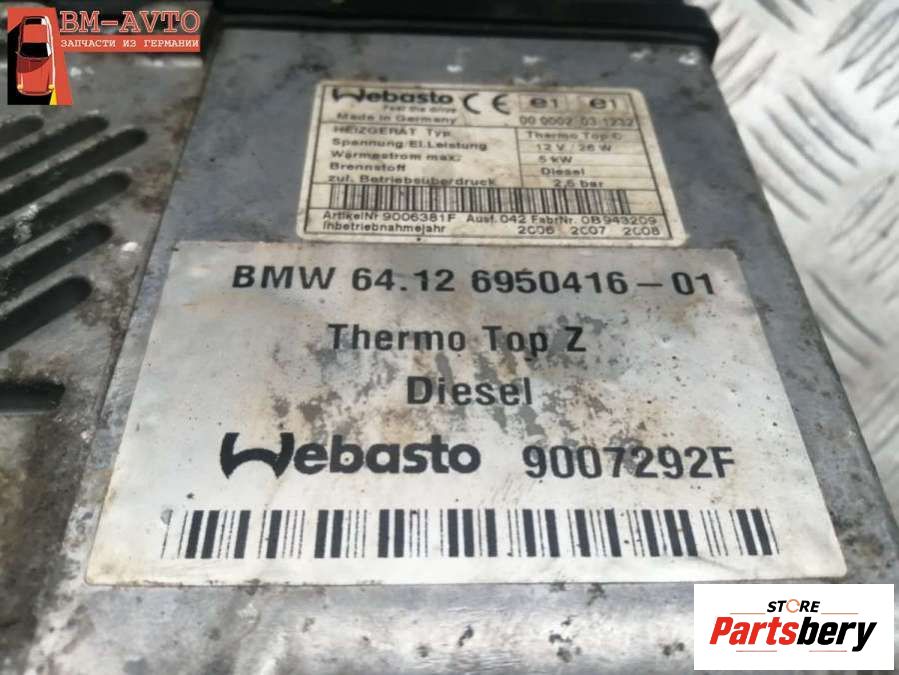 ВМ-AVTO
ЗАПЧАСТИ ИЗ ГЕРМАНИИ
Webasto CE e1 e1
Feel the drive
Made in Germany 00 0002 03 1232
HEIZGERÄT Typ Thermo Top C
Spannung/El.Leistung 12 V / 28 W
Wärmestrom max. 5 kW
Brennstoff Diesel
zul. Betriebsüberdruck 2,5 bar
ArtikelNr 9006381F Ausf. 042 FabrNr. 0B943209
Inbetriebnahmejahr 2006 2007 2008
BMW 64.12 6950416-01
Thermo Top Z
Diesel
Webasto 9007292F
STORE
Partsbery